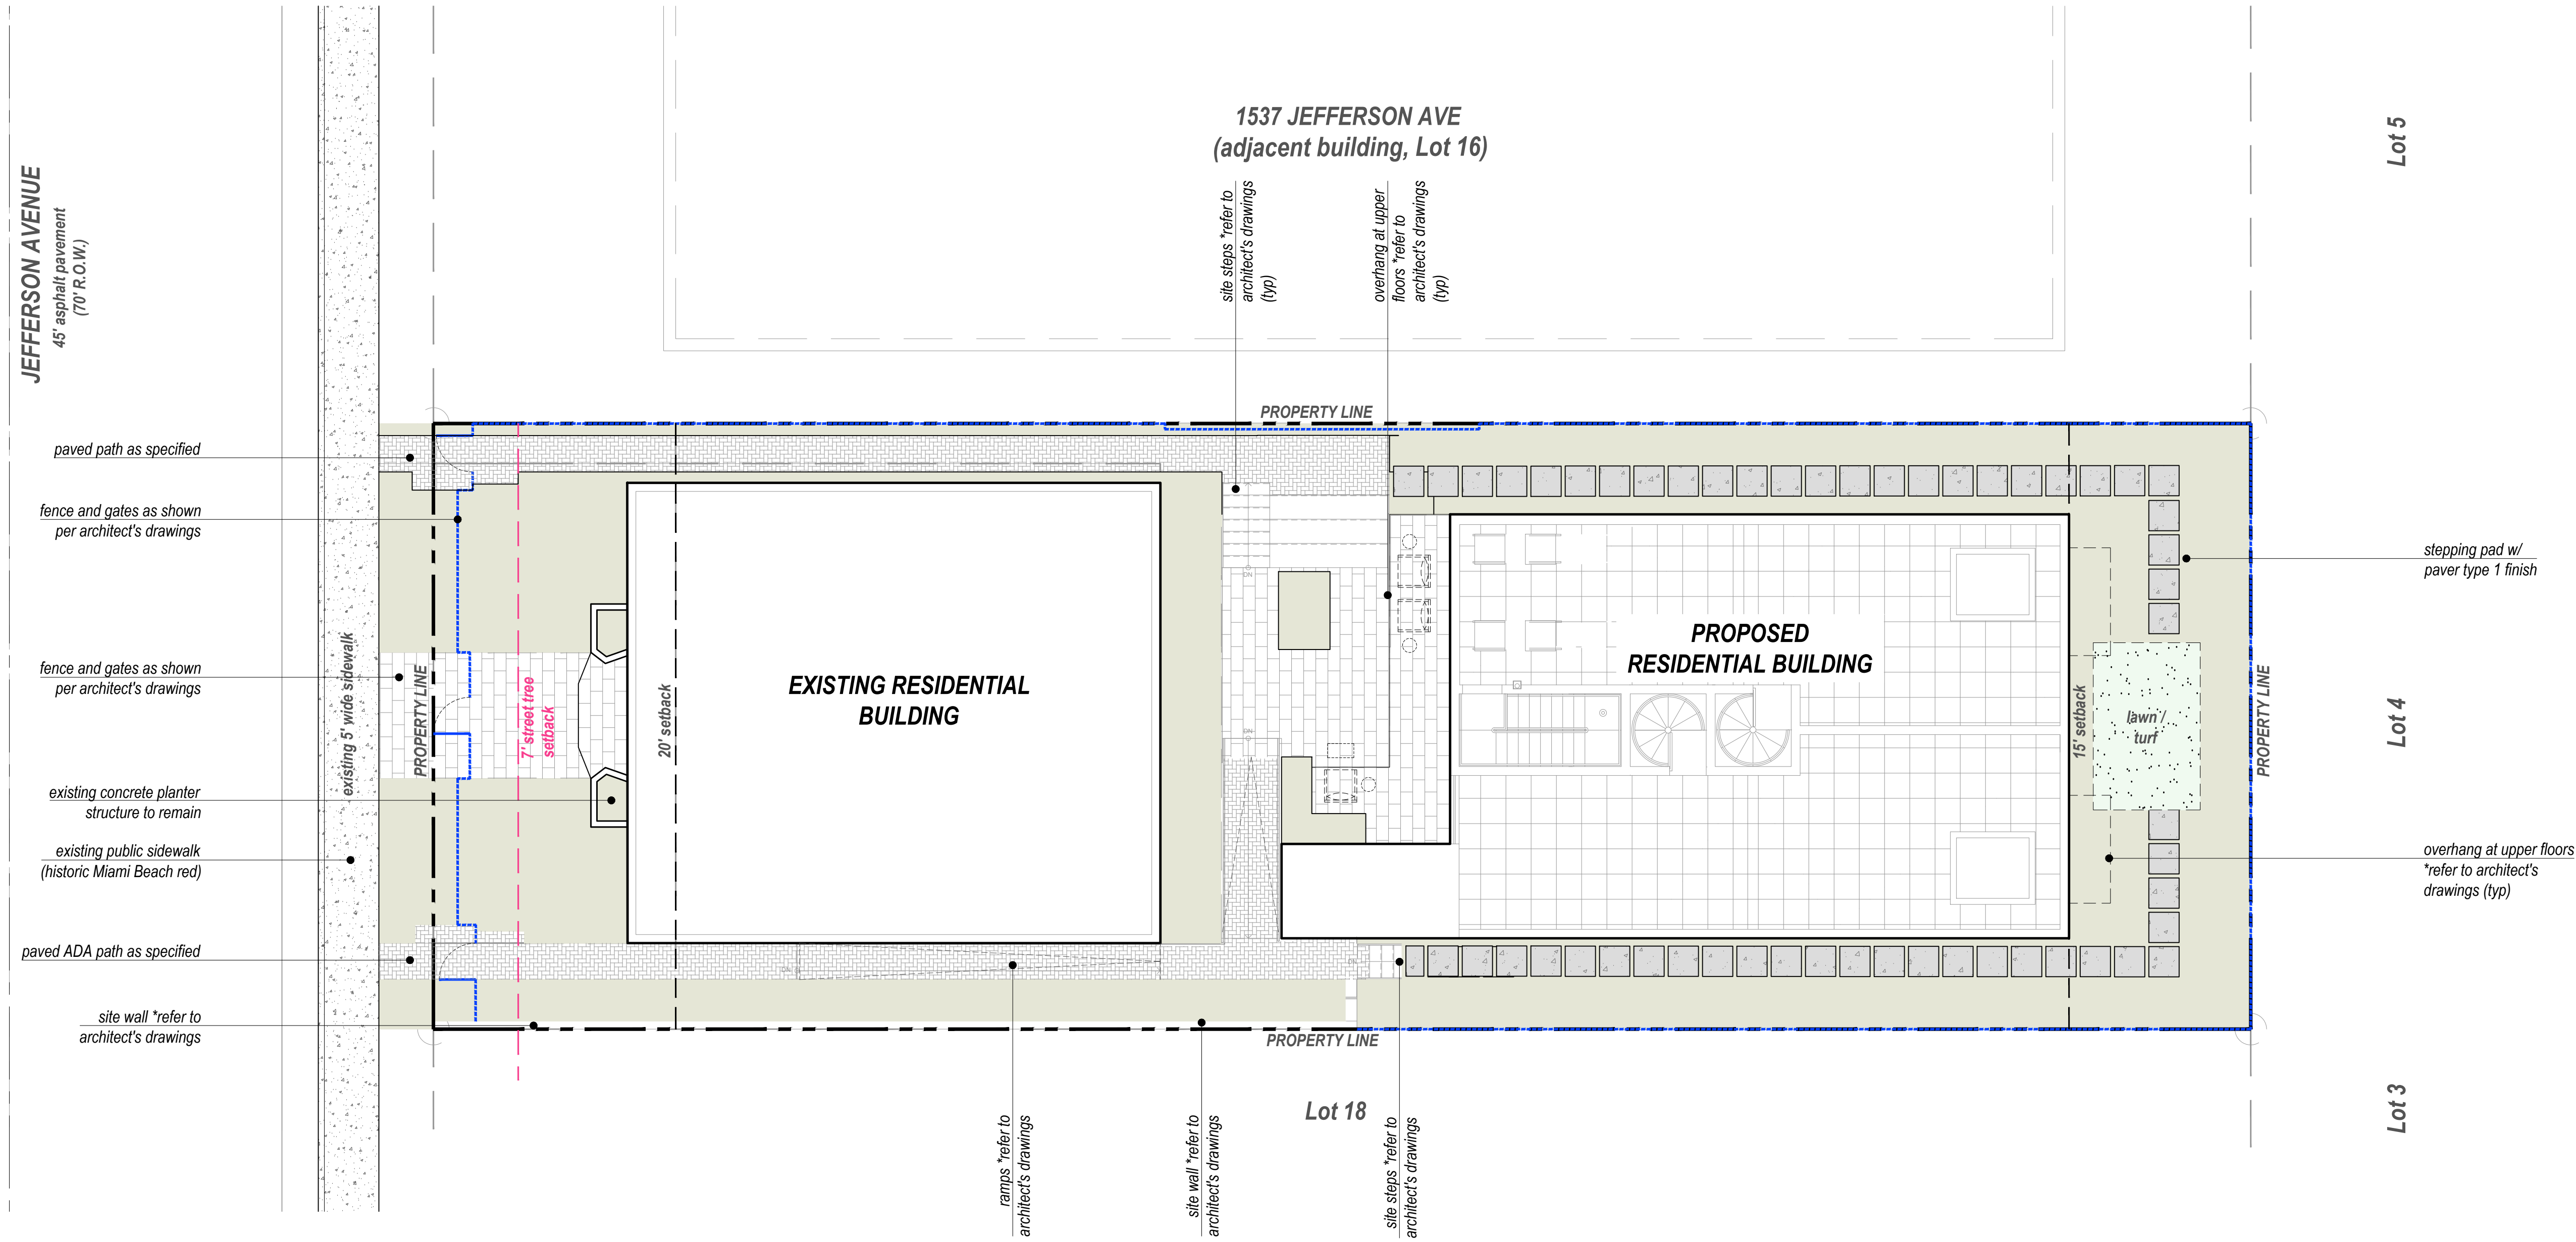 JEFFERSON AVENUE
45' asphalt pavement
(70' R.O.W.)
1537 JEFFERSON AVE
(adjacent building, Lot 16)
Lot 5
site steps *refer to
architect's drawings
(typ)
overhang at upper
floors *refer to
architect's drawings
(typ)
PROPERTY LINE
paved path as specified
fence and gates as shown
per architect's drawings
fence and gates as shown
per architect's drawings
existing concrete planter
structure to remain
existing public sidewalk
(historic Miami Beach red)
paved ADA path as specified
site wall *refer to
architect's drawings
existing 5' wide sidewalk
PROPERTY LINE
7' street tree
setback
20' setback
EXISTING RESIDENTIAL
BUILDING
DN
DN
DN
DN
PROPOSED
RESIDENTIAL BUILDING
15' setback
lawn /
turf
PROPERTY LINE
stepping pad w/
paver type 1 finish
Lot 4
overhang at upper floors
*refer to architect's
drawings (typ)
PROPERTY LINE
Lot 18
Lot 3
ramps *refer to
architect's drawings
site wall *refer to
architect's drawings
site steps *refer to
architect's drawings